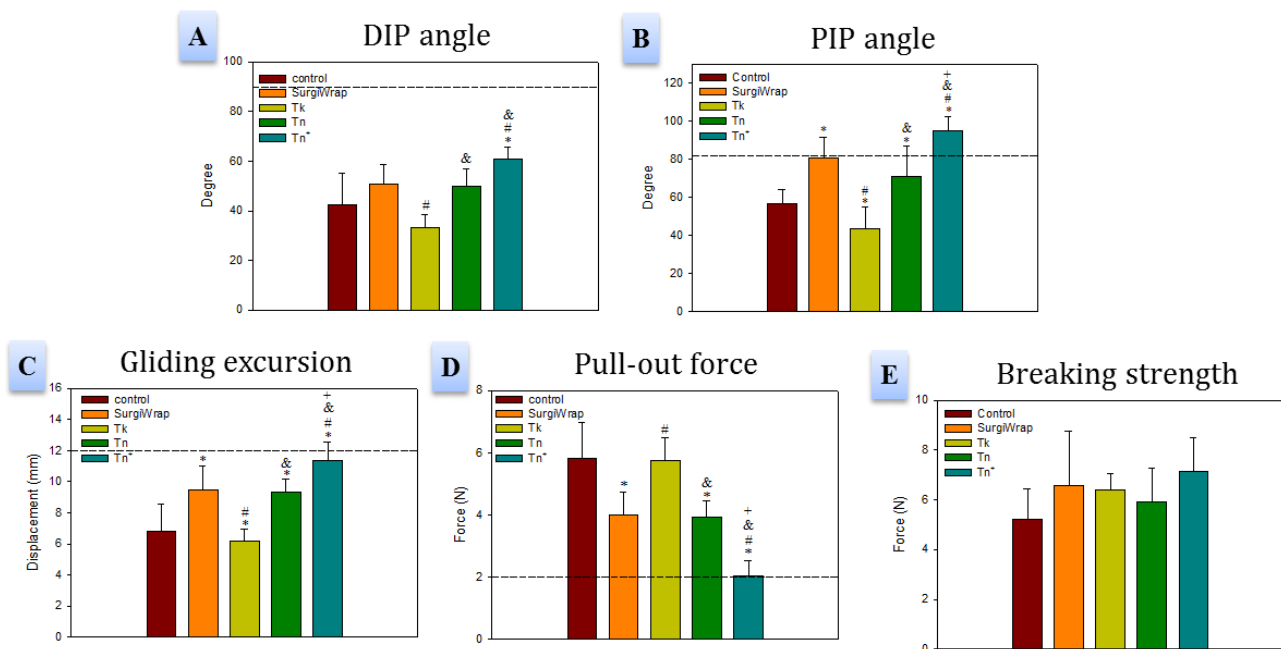 A
DIP angle
100
80
60
40
20
0
Degree
control
SurgiWrap
Tk
Tn
Tn*
#
&
&
#
*
B
PIP angle
120
100
80
60
40
20
0
Degree
Control
SurgiWrap
Tk
Tn
Tn*
*
#
*
&
*
+
&
#
*
C
Gliding excursion
16
14
12
10
8
6
4
2
0
Displacement (mm)
control
SurgiWrap
Tk
Tn
Tn*
*
#
*
&
*
+
&
#
*
D
Pull-out force
8
6
4
2
0
Force (N)
control
SurgiWrap
Tk
Tn
Tn*
*
#
&
*
+
&
#
*
E
Breaking strength
10
8
6
4
2
0
Force (N)
Control
SurgiWrap
Tk
Tn
Tn*